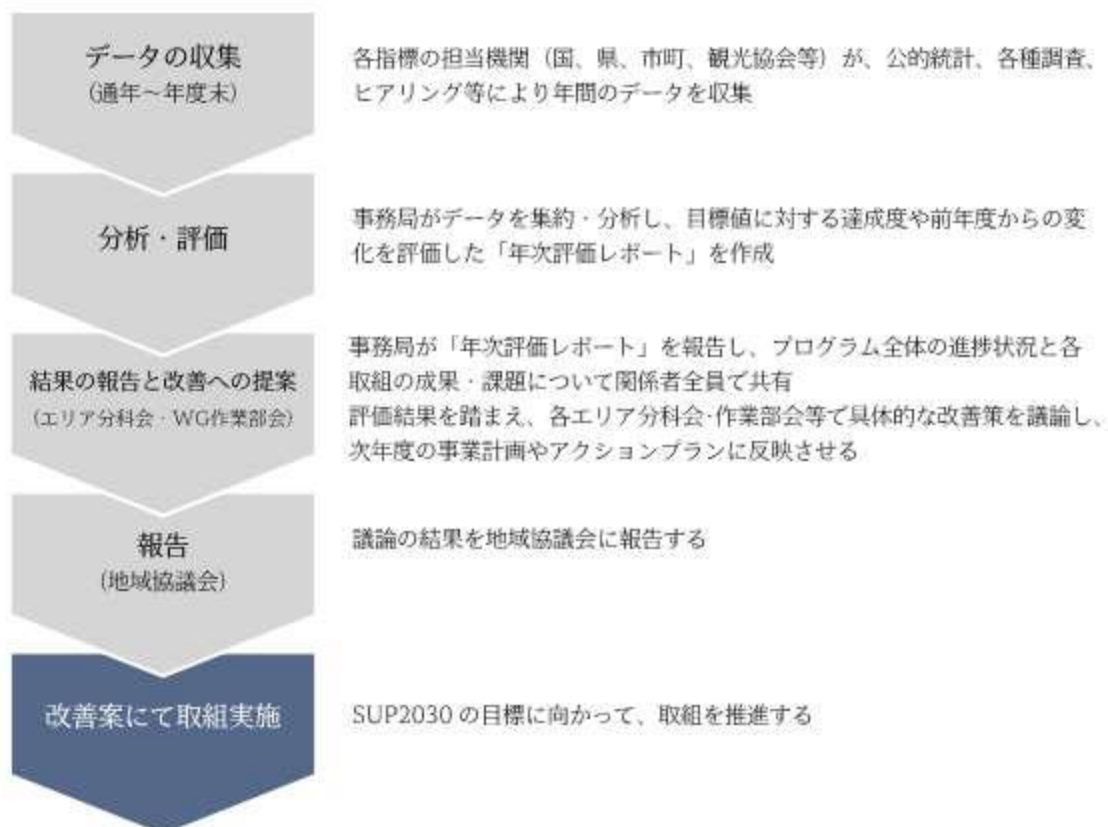 データの収集
(通年～年度末)
各指標の担当機関（国、県、市町、観光協会等）が、公的統計、各種調査、
ヒアリング等により年間のデータを収集
分析・評価
事務局がデータを集約・分析し、目標値に対する達成度や前年度からの変
化を評価した「年次評価レポート」を作成
結果の報告と改善への提案
(エリア分科会・WG作業部会)
事務局が「年次評価レポート」を報告し、プログラム全体の進捗状況と各
取組の成果・課題について関係者全員で共有
評価結果を踏まえ、各エリア分科会･作業部会等で具体的な改善策を議論し、
次年度の事業計画やアクションプランに反映させる
報告
(地域協議会)
議論の結果を地域協議会に報告する
改善案にて取組実施
SUP2030 の目標に向かって、取組を推進する